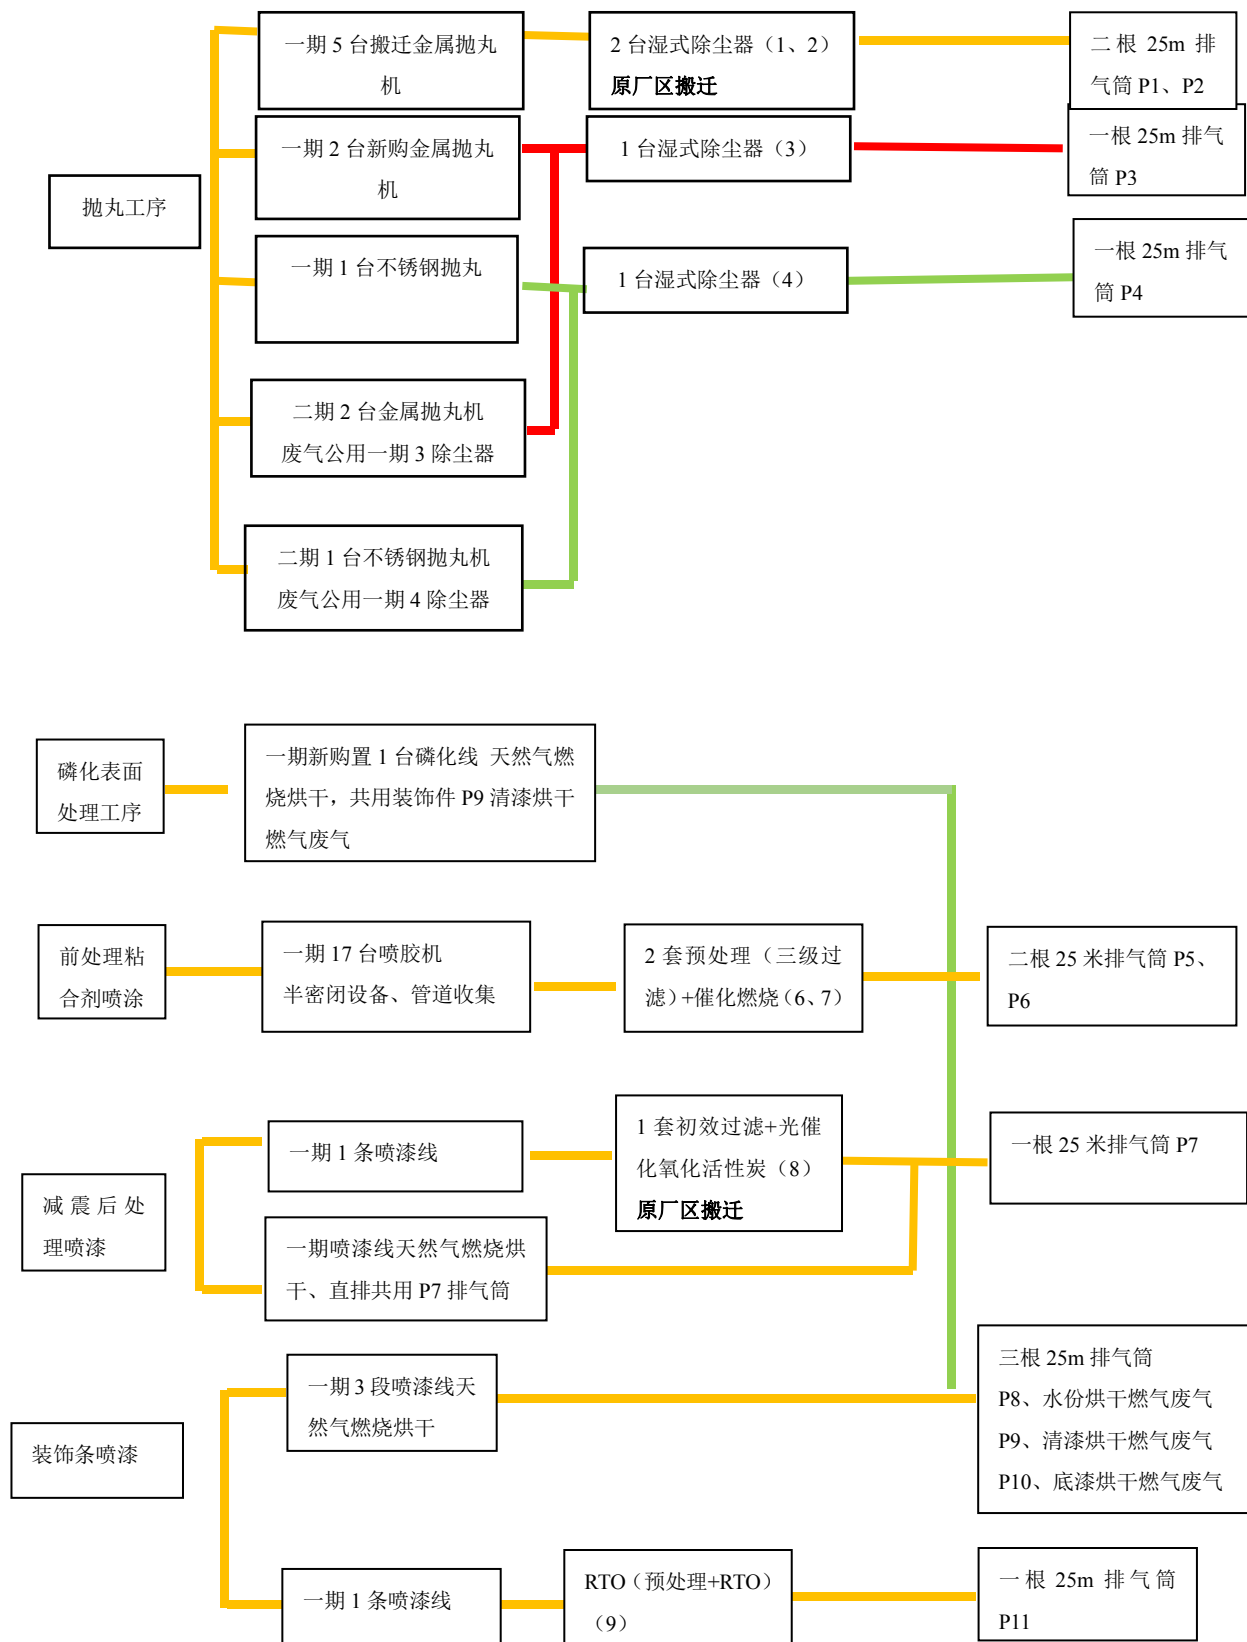 一期 5 台搬迁金属抛丸
机
2 台湿式除尘器（1、2）
原厂区搬迁
二根 25m 排
气筒 P1、P2
抛丸工序
一期 2 台新购金属抛丸
机
1 台湿式除尘器（3）
一根 25m 排气
筒 P3
一期 1 台不锈钢抛丸
1 台湿式除尘器（4）
一根 25m 排气
筒 P4
二期 2 台金属抛丸机
废气公用一期 3 除尘器
二期 1 台不锈钢抛丸机
废气公用一期 4 除尘器
磷化表面
处理工序
一期新购置 1 台磷化线 天然气燃
烧烘干，共用装饰件 P9 清漆烘干
燃气废气
前处理粘
合剂喷涂
一期 17 台喷胶机
半密闭设备、管道收集
2 套预处理（三级过
滤）+催化燃烧（6、7）
二根 25 米排气筒 P5、
P6
减震后处
理喷漆
一期 1 条喷漆线
1 套初效过滤+光催
化氧化活性炭（8）
原厂区搬迁
一根 25 米排气筒 P7
一期喷漆线天然气燃烧烘
干、直排共用 P7 排气筒
装饰条喷漆
一期 3 段喷漆线天
然气燃烧烘干
三根 25m 排气筒
P8、水份烘干燃气废气
P9、清漆烘干燃气废气
P10、底漆烘干燃气废气
一期 1 条喷漆线
RTO（预处理+RTO）
（9）
一根 25m 排气筒
P11